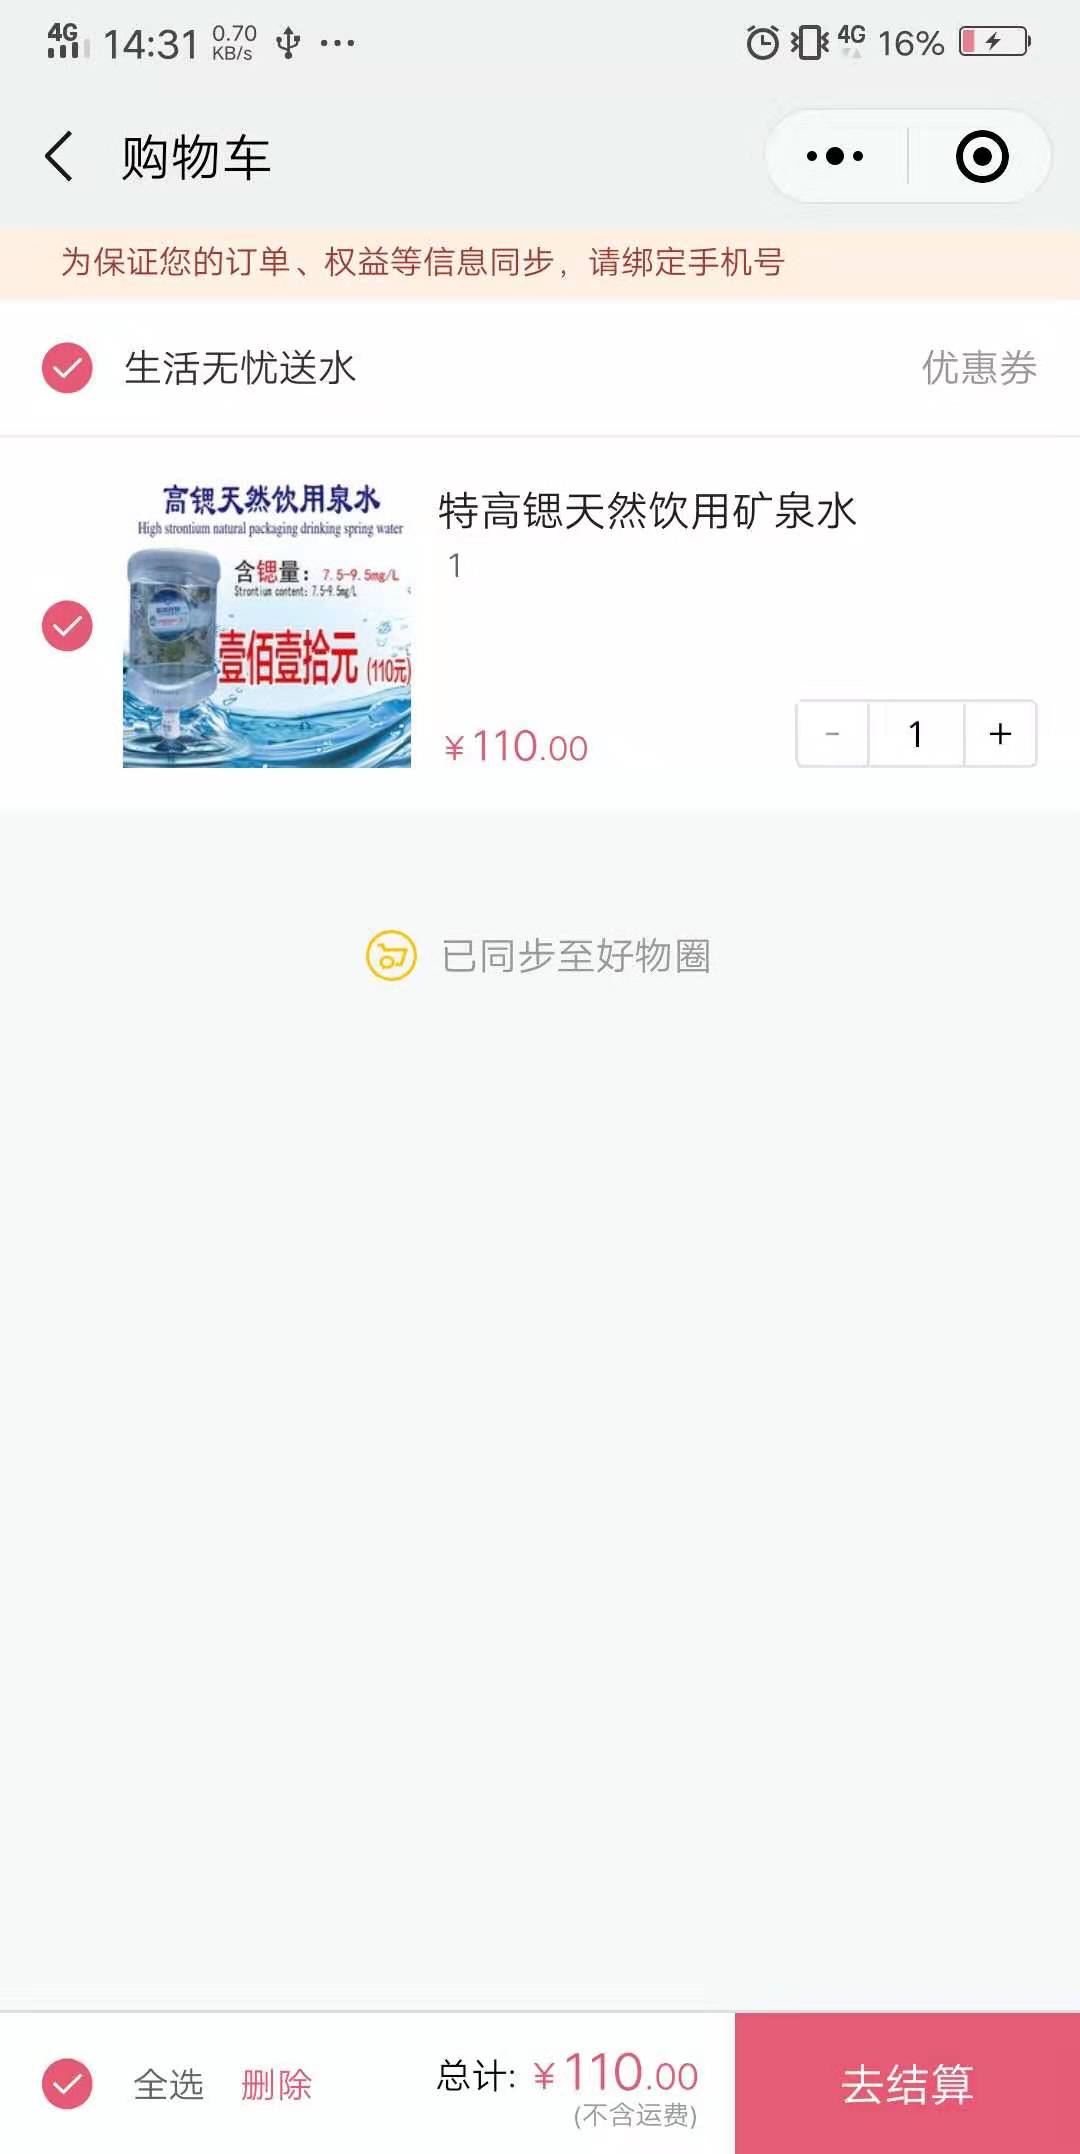 4G 14:31 0.70 KB/s 4G 16%
购物车
为保证您的订单、权益等信息同步，请绑定手机号
生活无忧送水 优惠券
高锶天然饮用泉水
High strontium natural packaging drinking spring water
含锶量：7.5-9.5mg/L
Strontium content: 7.5-9.5mg/L
壹佰壹拾元 (110元)
特高锶天然饮用矿泉水
1
¥110.00 - 1 +
已同步至好物圈
全选 删除 总计: ¥110.00 去结算
(不含运费)